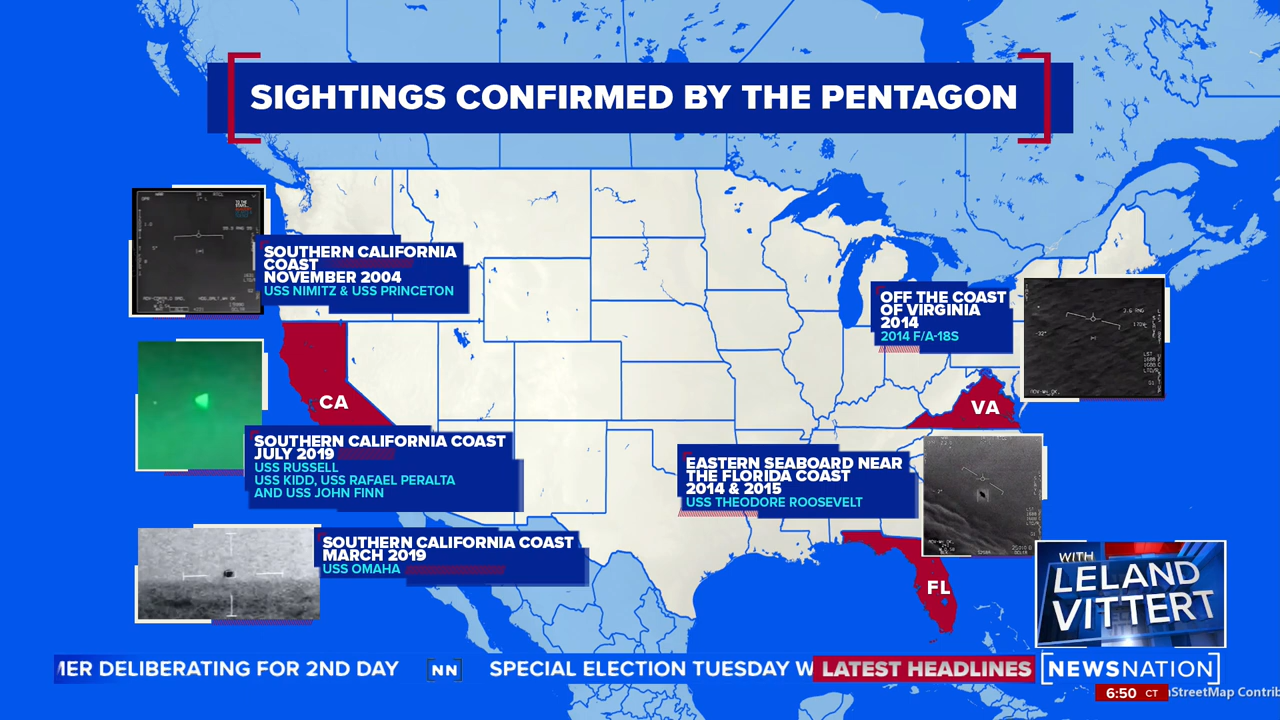 SIGHTINGS CONFIRMED BY THE PENTAGON
SOUTHERN CALIFORNIA
COAST
NOVEMBER 2004
USS NIMITZ & USS PRINCETON
OFF THE COAST
OF VIRGINIA
2014
2014 F/A-18S
CA
VA
SOUTHERN CALIFORNIA COAST
JULY 2019
USS RUSSELL
USS KIDD, USS RAFAEL PERALTA
AND USS JOHN FINN
EASTERN SEABOARD NEAR
THE FLORIDA COAST
2014 & 2015
USS THEODORE ROOSEVELT
SOUTHERN CALIFORNIA COAST
MARCH 2019
USS OMAHA
FL
WITH
LELAND
VITTERT
MER DELIBERATING FOR 2ND DAY NN SPECIAL ELECTION TUESDAY W LATEST HEADLINES NEWSNATION
6:50 CT nStreetMap Contrib